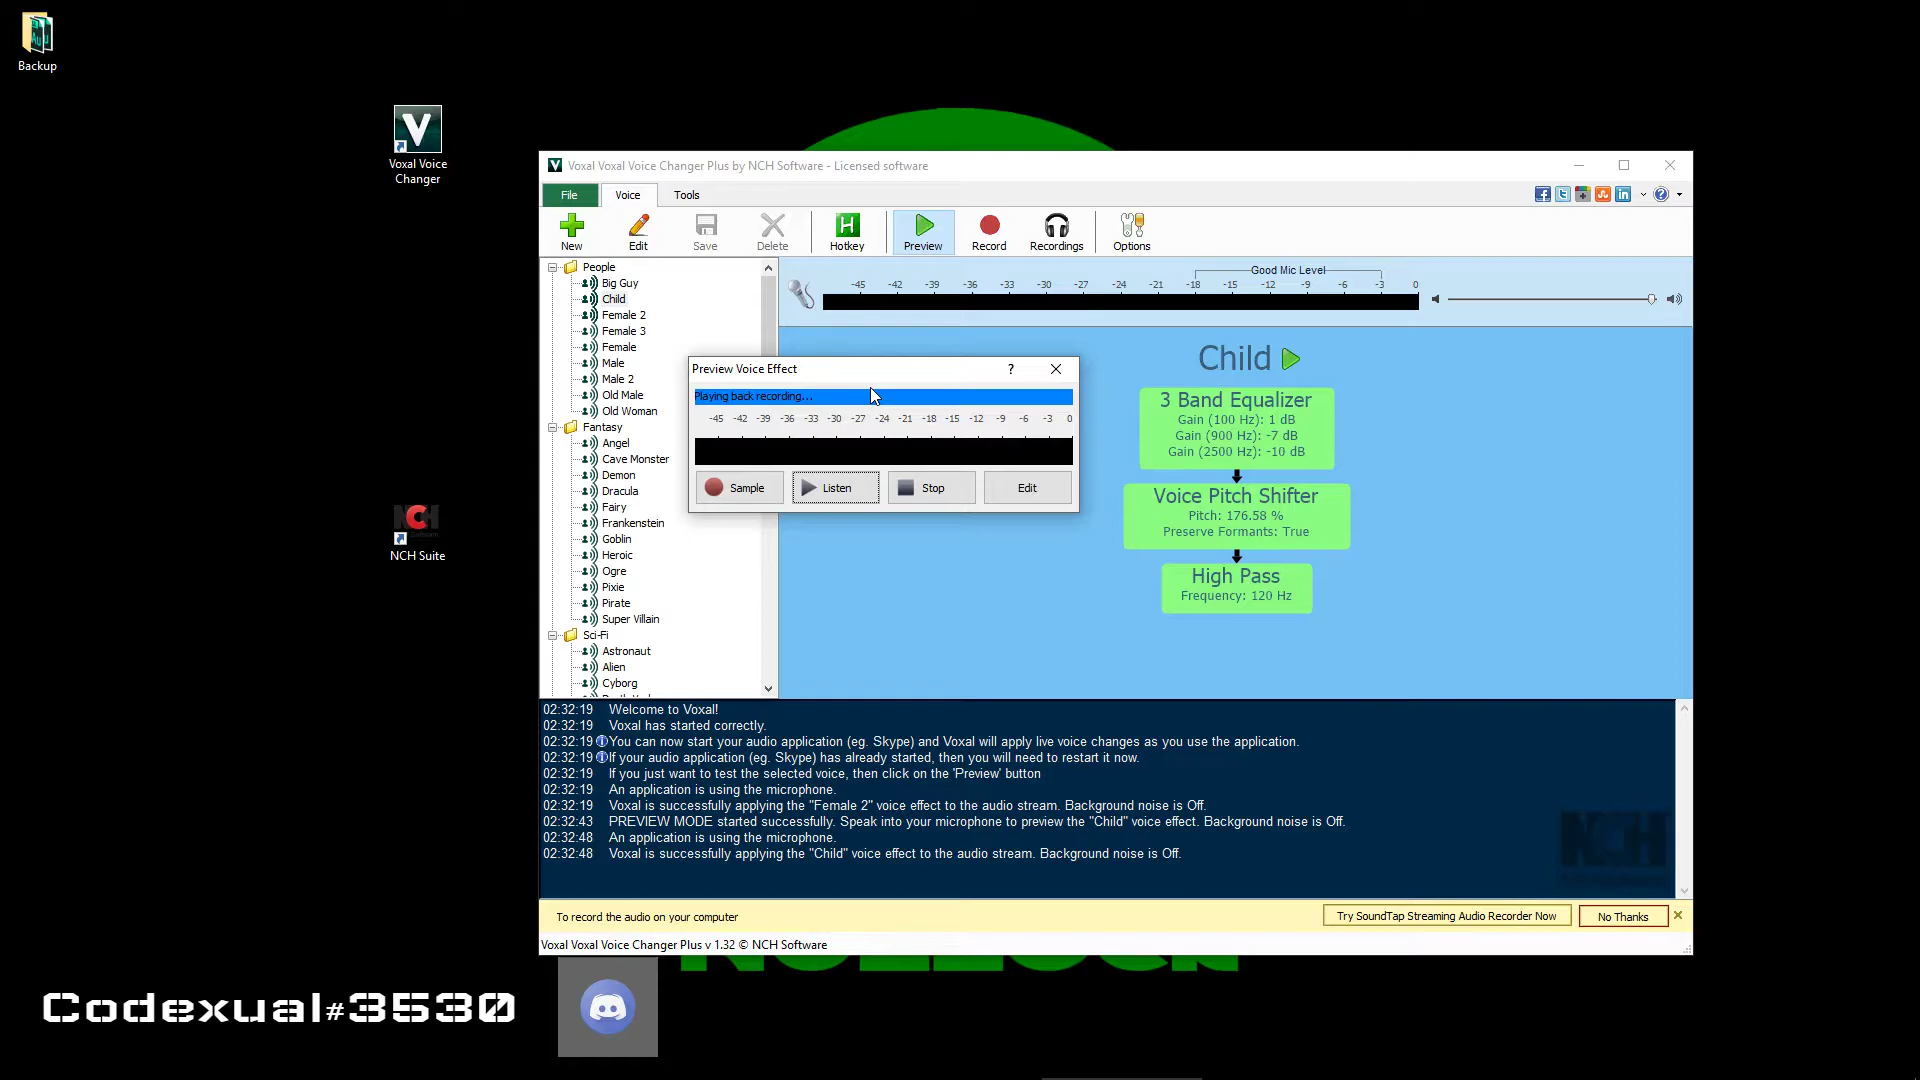 Backup
Voxal Voice
Changer
NCH Suite
Voxal Voxal Voice Changer Plus by NCH Software - Licensed software
File
Voice
Tools
New
Edit
Save
Delete
Hotkey
Preview
Record
Recordings
Options
People
Big Guy
Child
Female 2
Female 3
Female
Male
Male 2
Old Male
Old Woman
Fantasy
Angel
Cave Monster
Demon
Dracula
Fairy
Frankenstein
Goblin
Heroic
Ogre
Pixie
Pirate
Super Villain
Sci-Fi
Astronaut
Alien
Cyborg
Good Mic Level
-45 -42 -39 -36 -33 -30 -27 -24 -21 -18 -15 -12 -9 -6 -3 0
Preview Voice Effect
Playing back recording...
-45 -42 -39 -36 -33 -30 -27 -24 -21 -18 -15 -12 -9 -6 -3 0
Sample
Listen
Stop
Edit
Child
3 Band Equalizer
Gain (100 Hz): 1 dB
Gain (900 Hz): -7 dB
Gain (2500 Hz): -10 dB
Voice Pitch Shifter
Pitch: 176.58 %
Preserve Formants: True
High Pass
Frequency: 120 Hz
02:32:19 Welcome to Voxal!
02:32:19 Voxal has started correctly.
02:32:19 You can now start your audio application (eg. Skype) and Voxal will apply live voice changes as you use the application.
02:32:19 If your audio application (eg. Skype) has already started, then you will need to restart it now.
02:32:19 If you just want to test the selected voice, then click on the 'Preview' button
02:32:19 An application is using the microphone.
02:32:19 Voxal is successfully applying the "Female 2" voice effect to the audio stream. Background noise is Off.
02:32:43 PREVIEW MODE started successfully. Speak into your microphone to preview the "Child" voice effect. Background noise is Off.
02:32:48 An application is using the microphone.
02:32:48 Voxal is successfully applying the "Child" voice effect to the audio stream. Background noise is Off.
NCH
To record the audio on your computer
Try SoundTap Streaming Audio Recorder Now
No Thanks
Voxal Voxal Voice Changer Plus v 1.32 © NCH Software
Codexual#3530